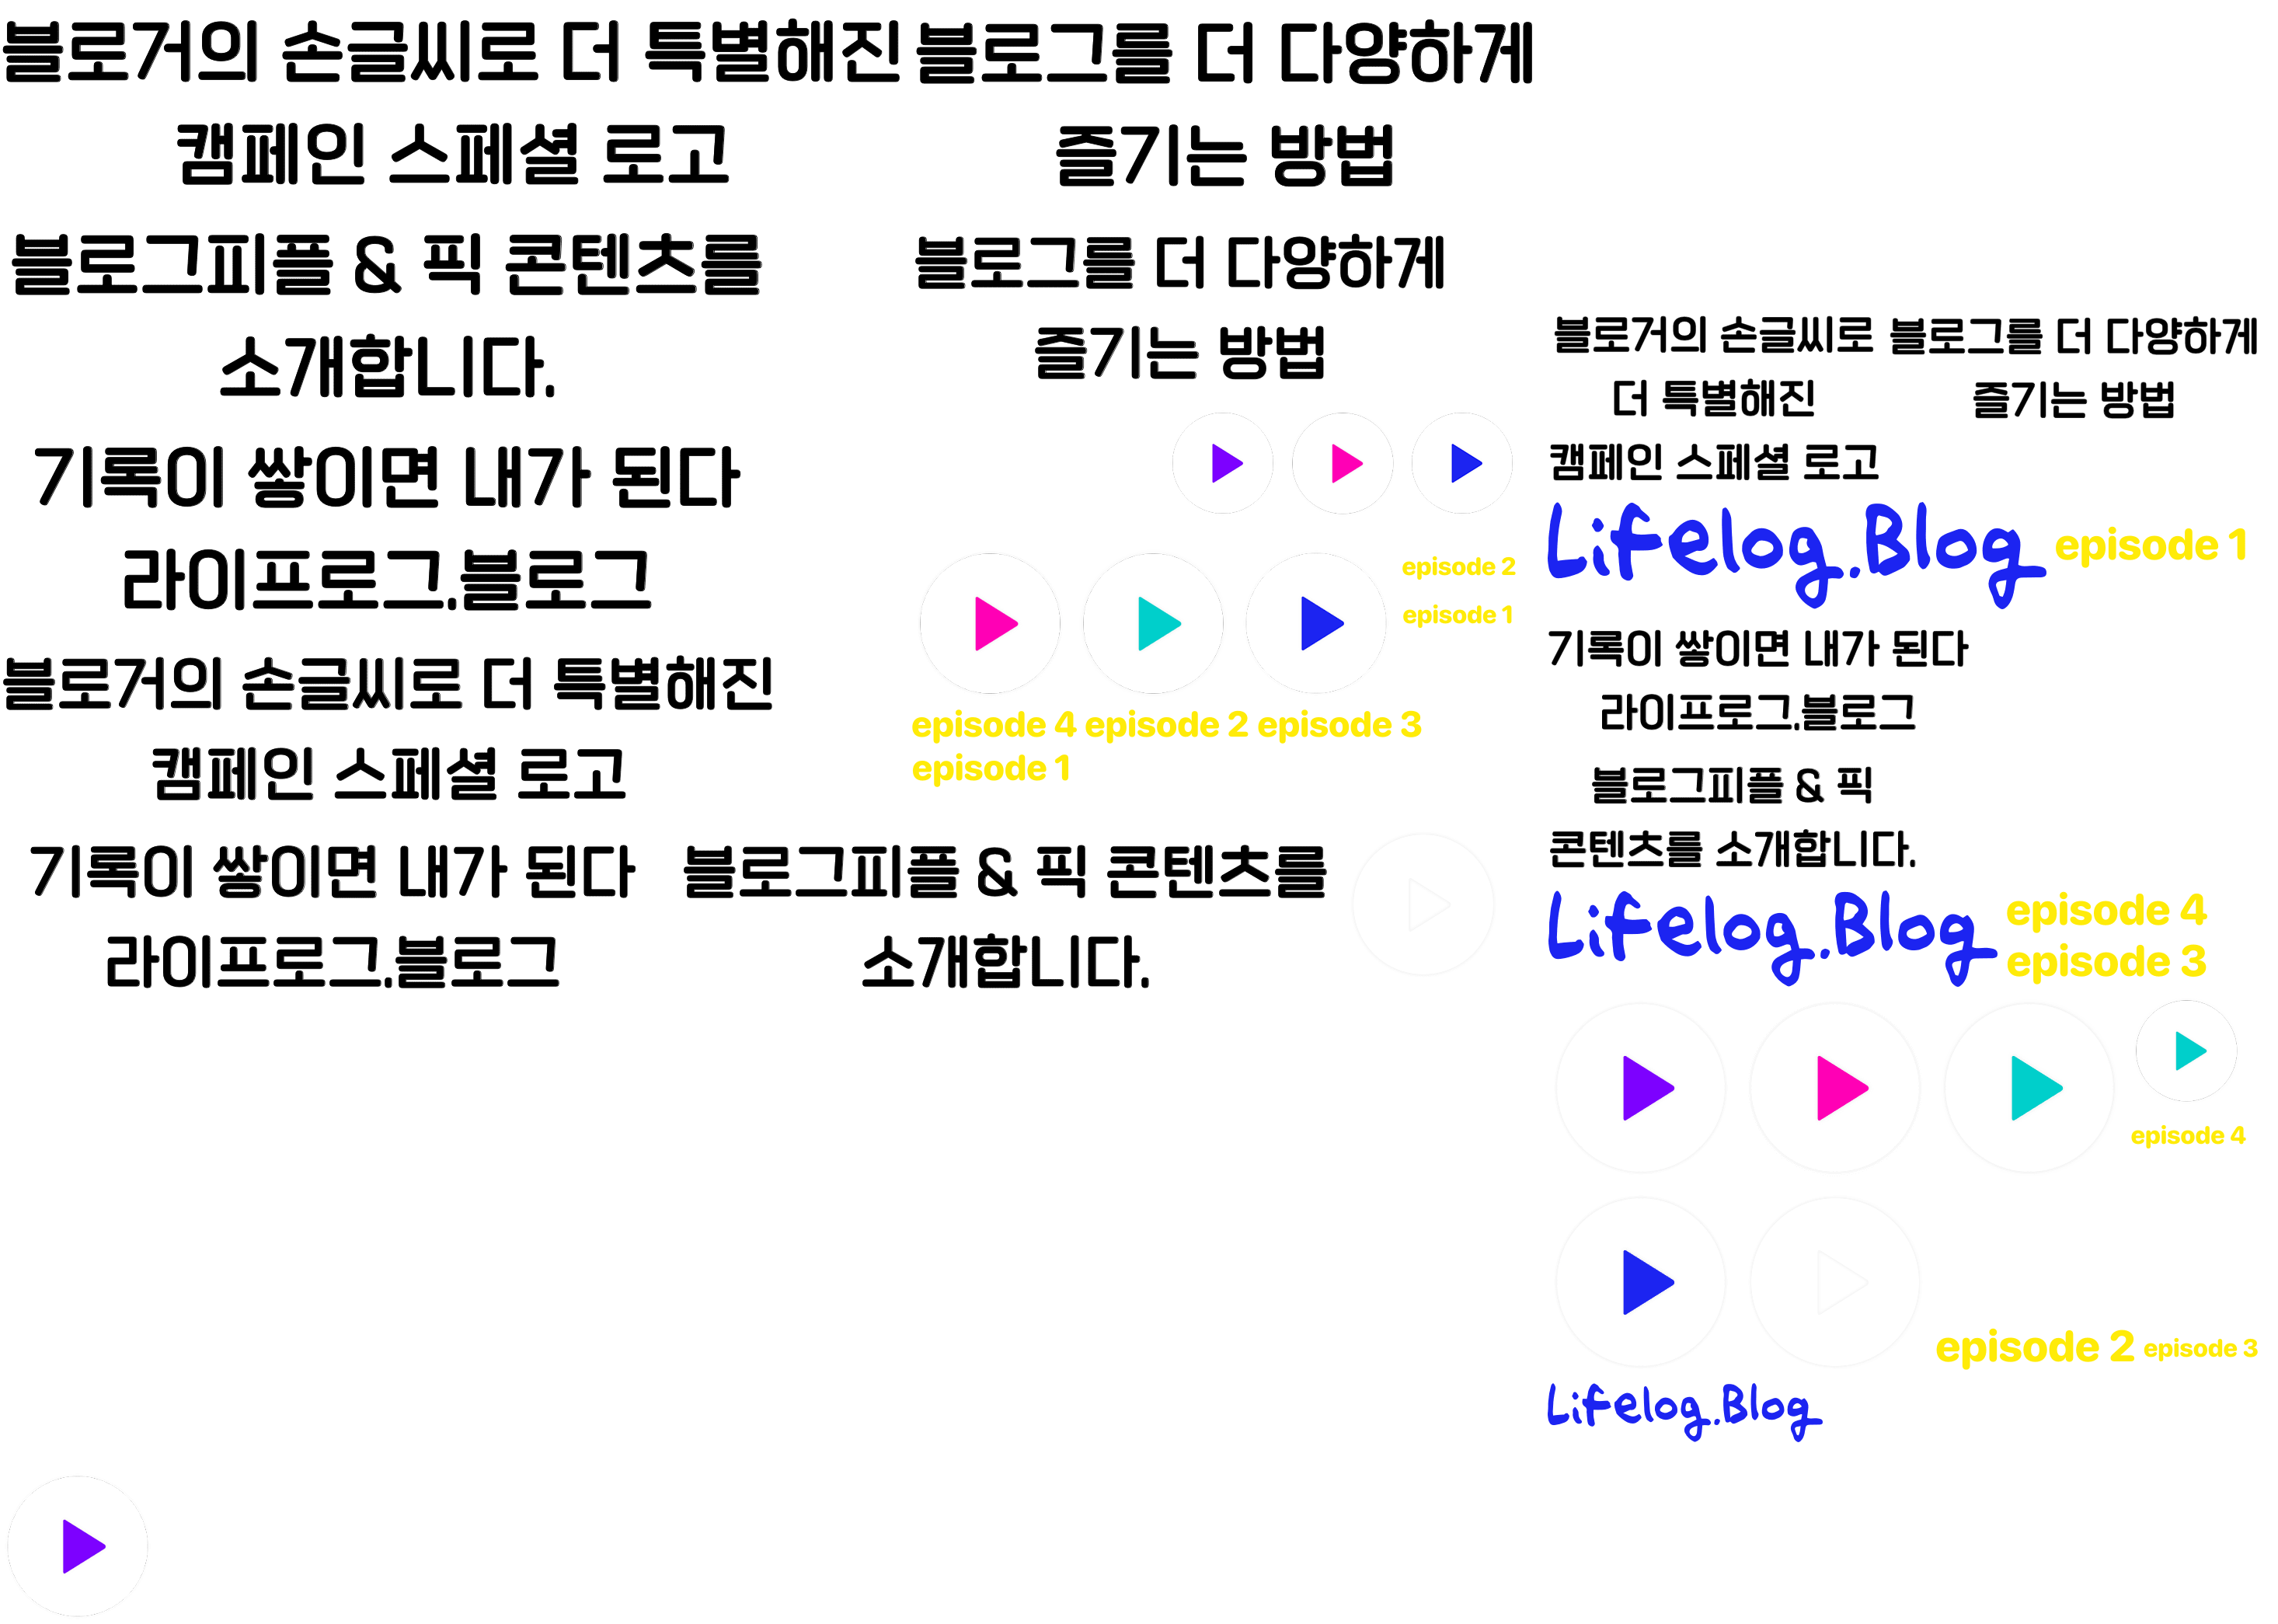 블로거의 손글씨로 더 특별해진
캠페인 스페셜 로고
블로그를 더 다양하게
즐기는 방법
블로그피플 & 픽 콘텐츠를
소개합니다.
블로그를 더 다양하게
즐기는 방법
기록이 쌓이면 내가 된다
라이프로그.블로그
블로거의 손글씨로 더 특별해진
캠페인 스페셜 로고
episode 2
episode 1
episode 4 episode 2 episode 3
episode 1
기록이 쌓이면 내가 된다
라이프로그.블로그
블로그피플 & 픽 콘텐츠를
소개합니다.
블로거의 손글씨로
더 특별해진
캠페인 스페셜 로고
블로그를 더 다양하게
즐기는 방법
Lifelog.Blog
episode 1
기록이 쌓이면 내가 된다
라이프로그.블로그
블로그피플 & 픽
콘텐츠를 소개합니다.
Lifelog.Blog
episode 4
episode 3
episode 4
episode 2 episode 3
Lifelog.Blog